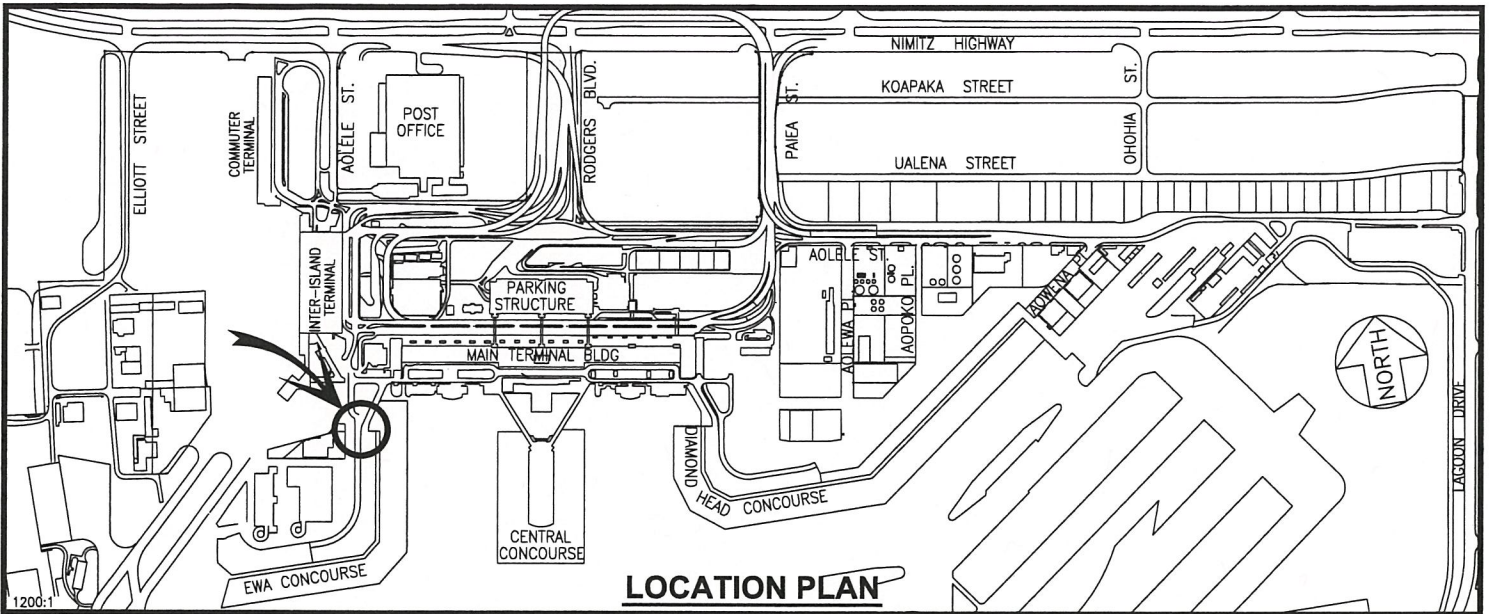 NIMITZ HIGHWAY
KOAPAKA STREET
UALENA STREET
ELLIOTT STREET
COMMUTER
TERMINAL
AOLELE ST.
POST
OFFICE
RODGERS BLVD.
PAIEA ST.
OHOHIA ST.
INTER-ISLAND
TERMINAL
PARKING
STRUCTURE
MAIN TERMINAL BLDG
AOLELE ST.
AOLEWA PL.
AOPOKO PL.
AOWENA PL.
NORTH
LAGOON DRIVE
DIAMOND
HEAD CONCOURSE
CENTRAL
CONCOURSE
EWA CONCOURSE
LOCATION PLAN
1200:1